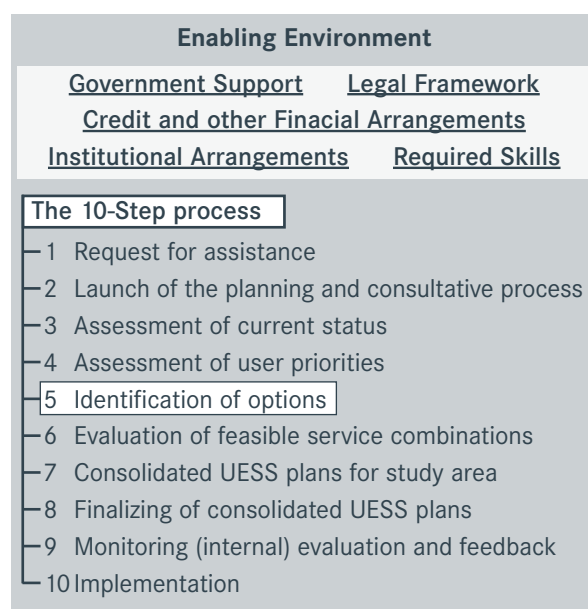 Enabling Environment
Government Support Legal Framework
Credit and other Finacial Arrangements
Institutional Arrangements Required Skills
The 10-Step process
1 Request for assistance
2 Launch of the planning and consultative process
3 Assessment of current status
4 Assessment of user priorities
5 Identification of options
6 Evaluation of feasible service combinations
7 Consolidated UESS plans for study area
8 Finalizing of consolidated UESS plans
9 Monitoring (internal) evaluation and feedback
10 Implementation